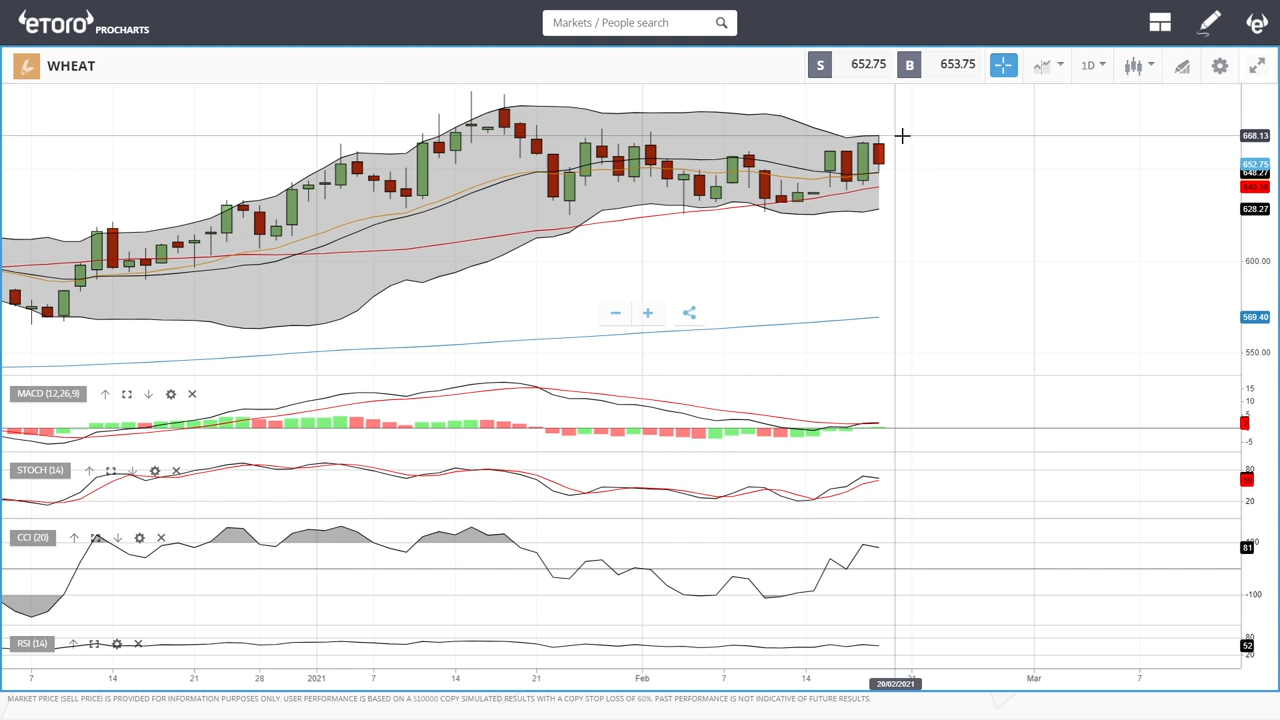 eToro PROCHARTS
Markets / People search
WHEAT
S 652.75 B 653.75
1D
668.13
652.75
648.27
628.27
600.00
569.40
550.00
MACD (12,26,9)
15
10
5
-5
STOCH (14)
80
20
CCI (20)
100
81
-100
RSI (14)
80
52
20
7 14 21 28 2021 7 14 21 Feb 7 14 Mar 7
20/02/2021
MARKET PRICE (SELL PRICE) IS PROVIDED FOR INFORMATION PURPOSES ONLY. USER PERFORMANCE IS BASED ON A $10000 COPY SIMULATED RESULTS WITH A COPY STOP LOSS OF 60%. PAST PERFORMANCE IS NOT INDICATIVE OF FUTURE RESULTS.